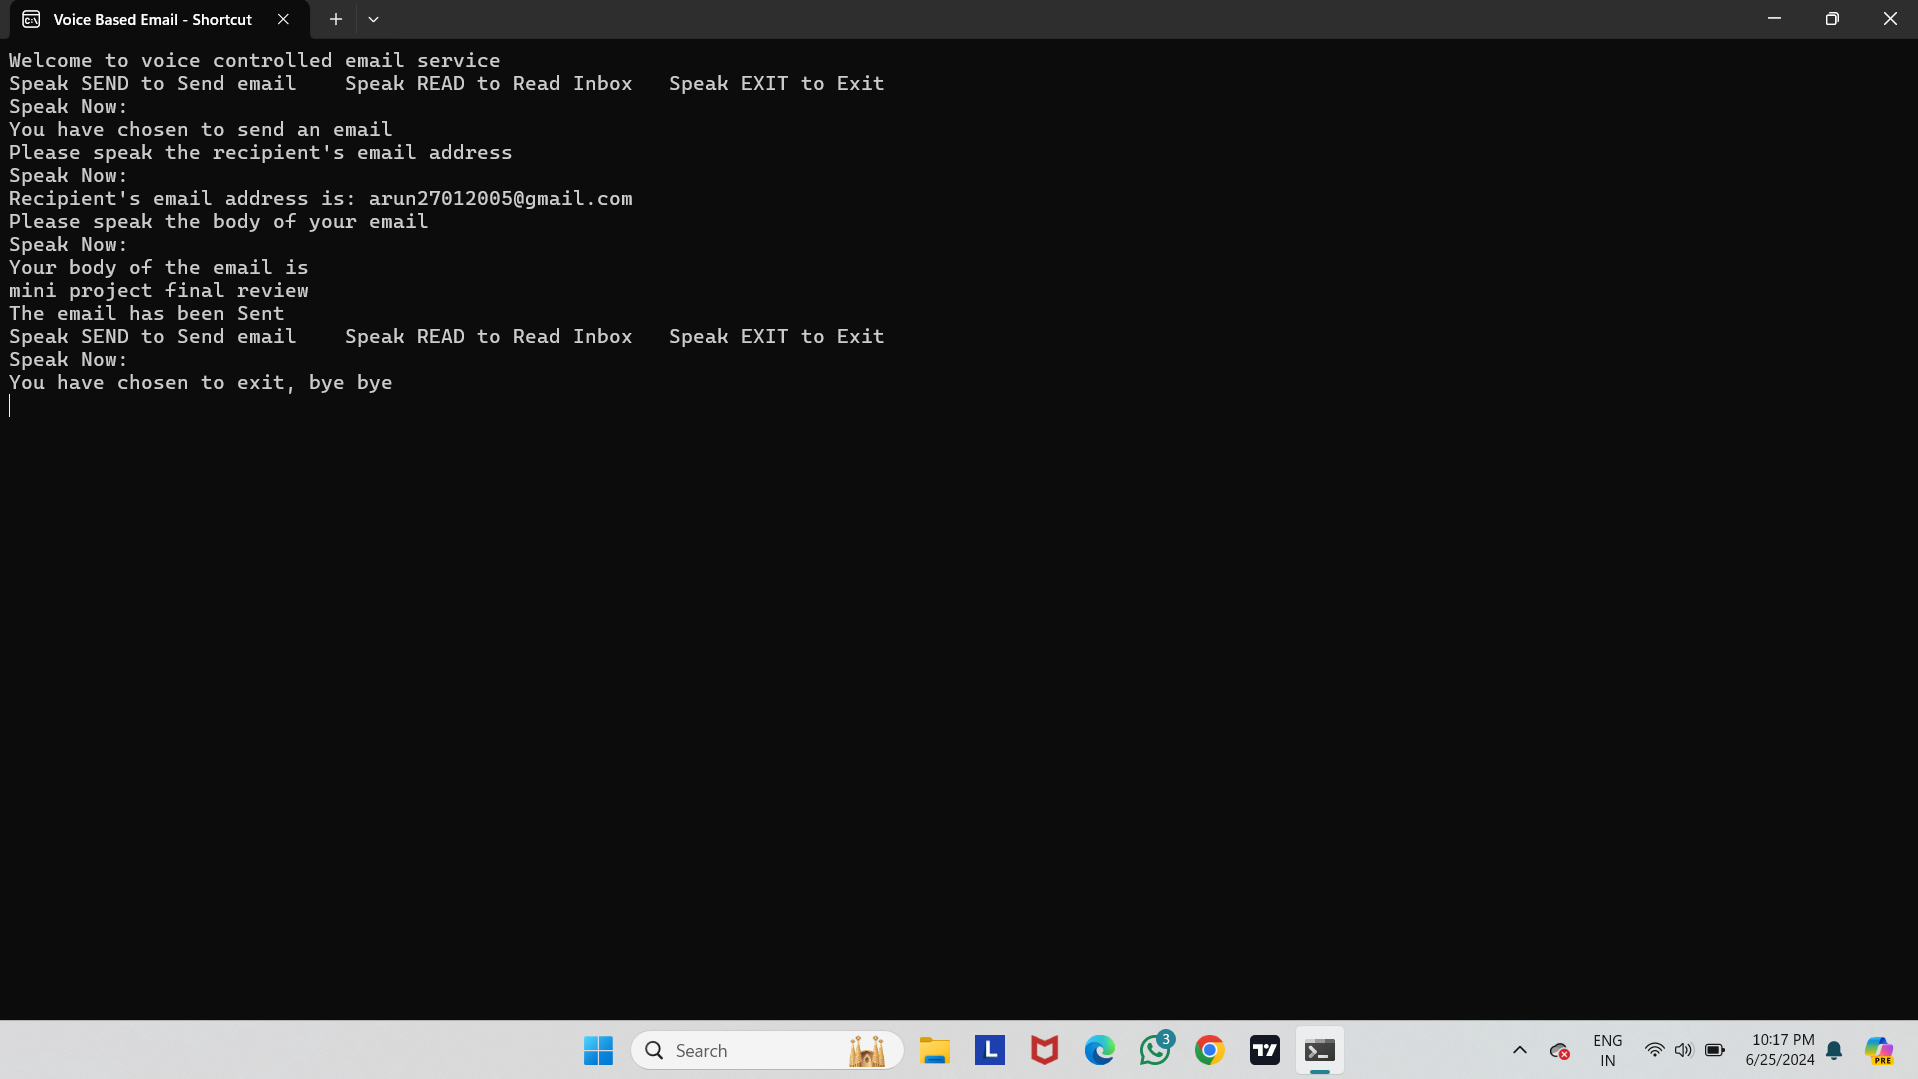 Voice Based Email - Shortcut
Welcome to voice controlled email service
Speak SEND to Send email    Speak READ to Read Inbox   Speak EXIT to Exit
Speak Now:
You have chosen to send an email
Please speak the recipient's email address
Speak Now:
Recipient's email address is: arun27012005@gmail.com
Please speak the body of your email
Speak Now:
Your body of the email is
mini project final review
The email has been Sent
Speak SEND to Send email    Speak READ to Read Inbox   Speak EXIT to Exit
Speak Now:
You have chosen to exit, bye bye
Search
L
3
ENG
IN
10:17 PM
6/25/2024
PRE